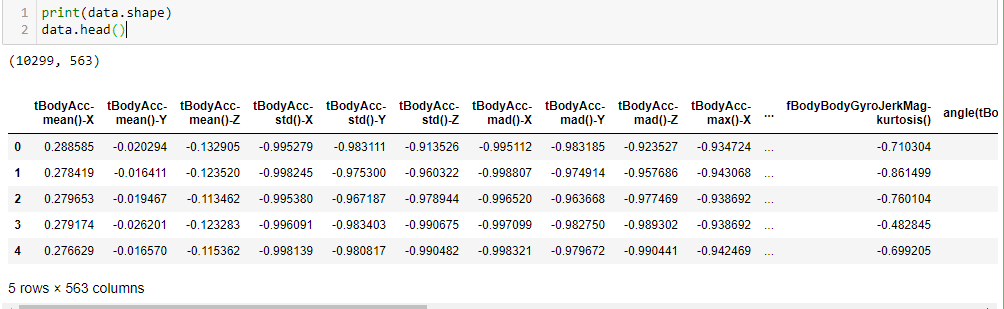 1 print(data.shape)
2 data.head()
(10299, 563)
tBodyAcc- tBodyAcc- tBodyAcc- tBodyAcc- tBodyAcc- tBodyAcc- tBodyAcc- tBodyAcc- tBodyAcc- tBodyAcc- ... fBodyBodyGyroJerkMag- angle(tBo
mean()-X mean()-Y mean()-Z std()-X std()-Y std()-Z mad()-X mad()-Y mad()-Z max()-X kurtosis()
0 0.288585 -0.020294 -0.132905 -0.995279 -0.983111 -0.913526 -0.995112 -0.983185 -0.923527 -0.934724 ... -0.710304
1 0.278419 -0.016411 -0.123520 -0.998245 -0.975300 -0.960322 -0.998807 -0.974914 -0.957686 -0.943068 ... -0.861499
2 0.279653 -0.019467 -0.113462 -0.995380 -0.967187 -0.978944 -0.996520 -0.963668 -0.977469 -0.938692 ... -0.760104
3 0.279174 -0.026201 -0.123283 -0.996091 -0.983403 -0.990675 -0.997099 -0.982750 -0.989302 -0.938692 ... -0.482845
4 0.276629 -0.016570 -0.115362 -0.998139 -0.980817 -0.990482 -0.998321 -0.979672 -0.990441 -0.942469 ... -0.699205
5 rows × 563 columns